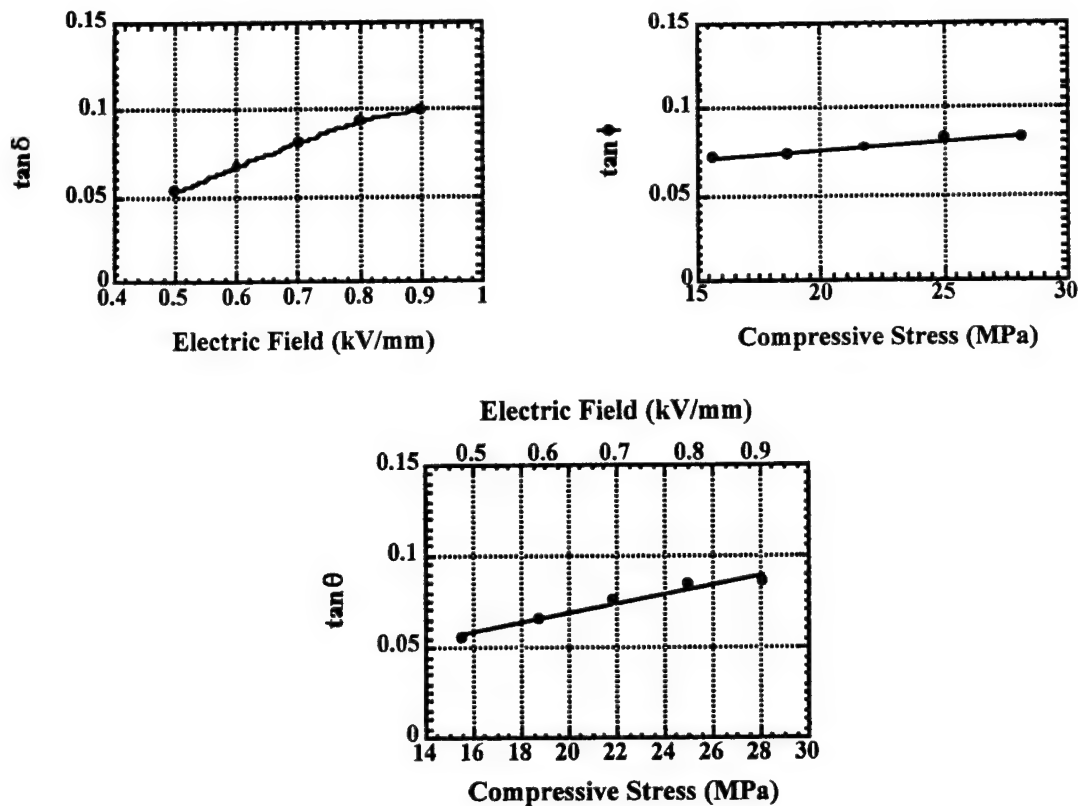 0.15
0.1
0.05
0
tanδ
0.4 0.5 0.6 0.7 0.8 0.9 1
Electric Field (kV/mm)
0.15
0.1
0.05
0
tan ϕ
15 20 25 30
Compressive Stress (MPa)
Electric Field (kV/mm)
0.5 0.6 0.7 0.8 0.9
0.15
0.1
0.05
0
tanθ
14 16 18 20 22 24 26 28 30
Compressive Stress (MPa)